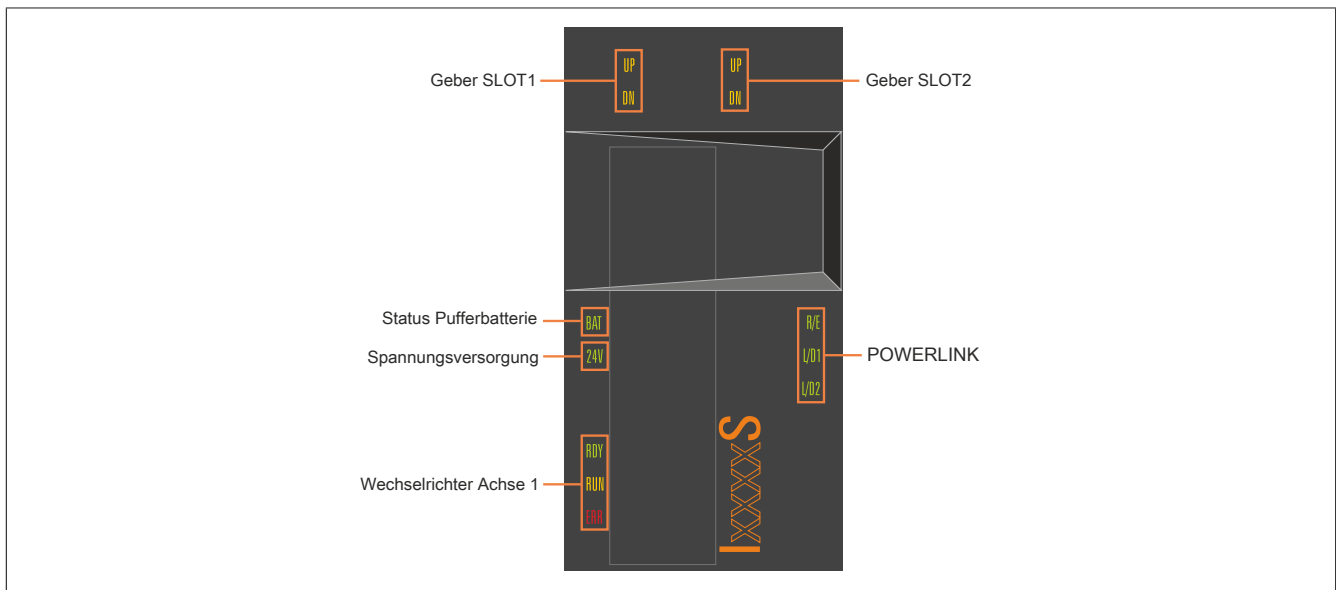 Geber SLOT1
UP
DN
UP
DN
Geber SLOT2
Status Pufferbatterie
BAT
Spannungsversorgung
24V
R/E
L/D1
L/D2
POWERLINK
Wechselrichter Achse 1
RDY
RUN
ERR
SxxxxxI